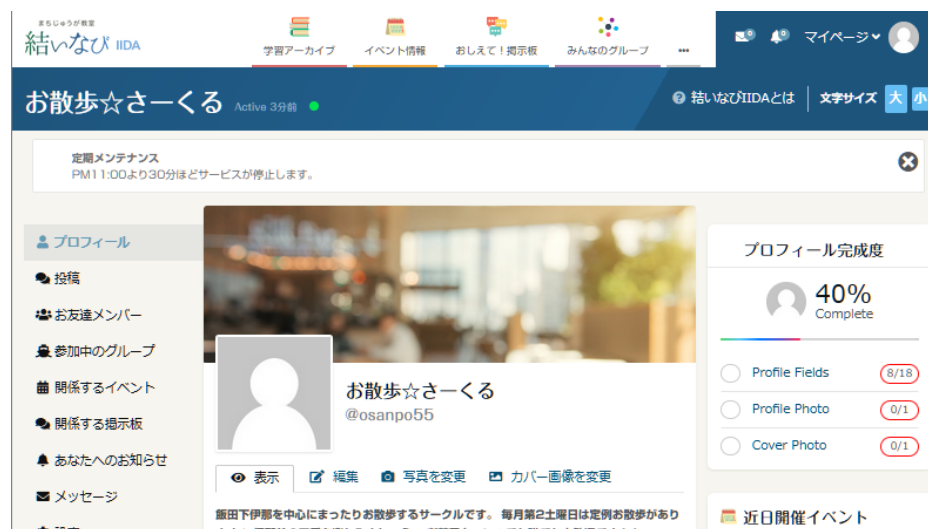 まちじゅうが教室
結いなび IIDA
学習アーカイブ イベント情報 おしえて！掲示板 みんなのグループ ... マイページ
お散歩☆さーくる Active 3分前
結いなびIIDAとは 文字サイズ 大 小
定期メンテナンス
PM11:00より30分ほどサービスが停止します。
プロフィール
投稿
お友達メンバー
参加中のグループ
関係するイベント
関係する掲示板
あなたへのお知らせ
メッセージ
お散歩☆さーくる
@osanpo55
表示 編集 写真を変更 カバー画像を変更
飯田下伊那を中心にまったりお散歩するサークルです。 毎月第2土曜日は定例お散歩があり
プロフィール完成度
40%
Complete
Profile Fields 8/18
Profile Photo 0/1
Cover Photo 0/1
近日開催イベント